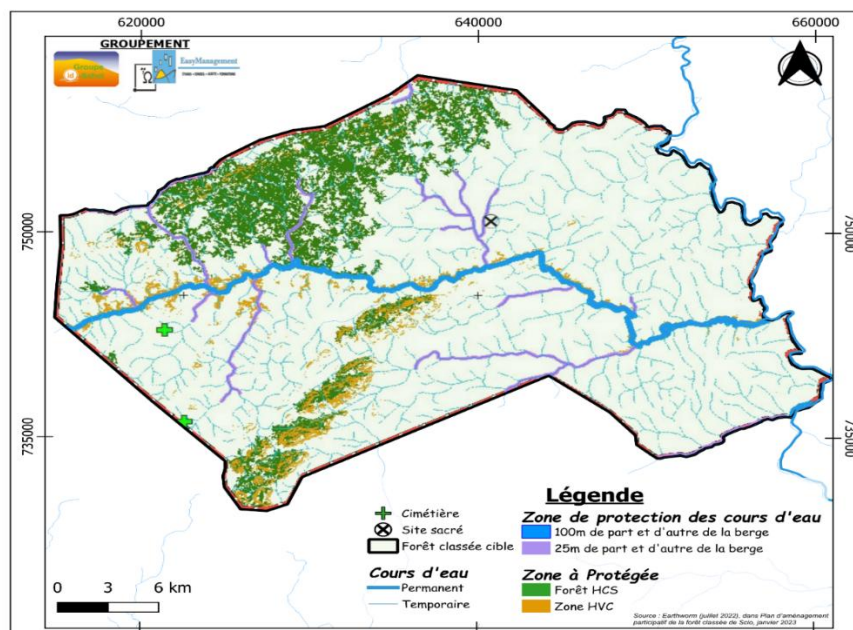 620000 640000 660000
GROUPEMENT
EasyManagement
750000 750000
735000 735000
Cimétière
Site sacré
Forêt classée cible
Cours d'eau
Permanent
Temporaire
Légende
Zone de protection des cours d'eau
100m de part et d'autre de la berge
25m de part et d'autre de la berge
Zone à Protégée
Forêt HCS
Zone HVC
0 3 6 km
Source : Earthworm (juillet 2022), dans Plan d'aménagement
participatif de la forêt classée de Scio, janvier 2023